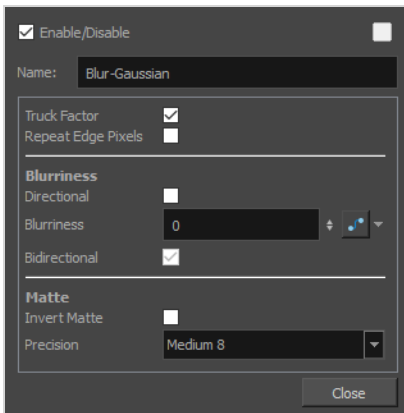 Enable/Disable
Name: Blur-Gaussian
Truck Factor
Repeat Edge Pixels
Blurriness
Directional
Blurriness 0
Bidirectional
Matte
Invert Matte
Precision Medium 8
Close